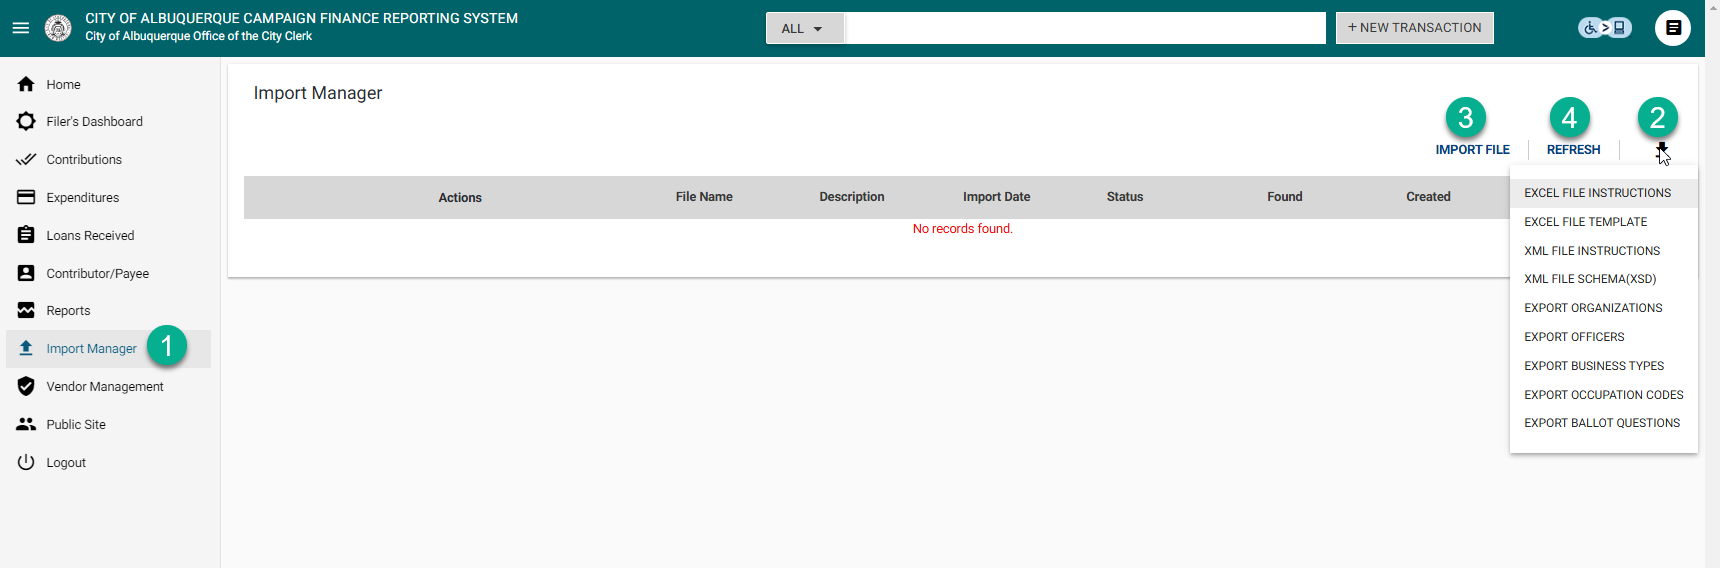 CITY OF ALBUQUERQUE CAMPAIGN FINANCE REPORTING SYSTEM
City of Albuquerque Office of the City Clerk
ALL
+ NEW TRANSACTION
Home
Filer's Dashboard
Contributions
Expenditures
Loans Received
Contributor/Payee
Reports
Import Manager 1
Vendor Management
Public Site
Logout
Import Manager
3 4 2
IMPORT FILE REFRESH
Actions File Name Description Import Date Status Found Created
No records found.
EXCEL FILE INSTRUCTIONS
EXCEL FILE TEMPLATE
XML FILE INSTRUCTIONS
XML FILE SCHEMA(XSD)
EXPORT ORGANIZATIONS
EXPORT OFFICERS
EXPORT BUSINESS TYPES
EXPORT OCCUPATION CODES
EXPORT BALLOT QUESTIONS